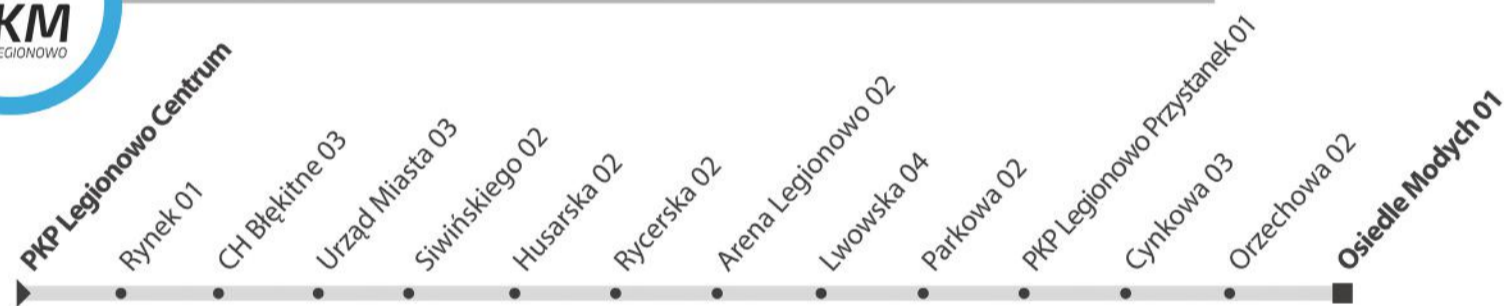 KM
EGIONOWO
PKP Legionowo Centrum
Rynek 01
CH Błękitne 03
Urząd Miasta 03
Siwińskiego 02
Husarska 02
Rycerska 02
Arena Legionowo 02
Lwowska 04
Parkowa 02
PKP Legionowo Przystanek 01
Cynkowa 03
Orzechowa 02
Osiedle Modych 01